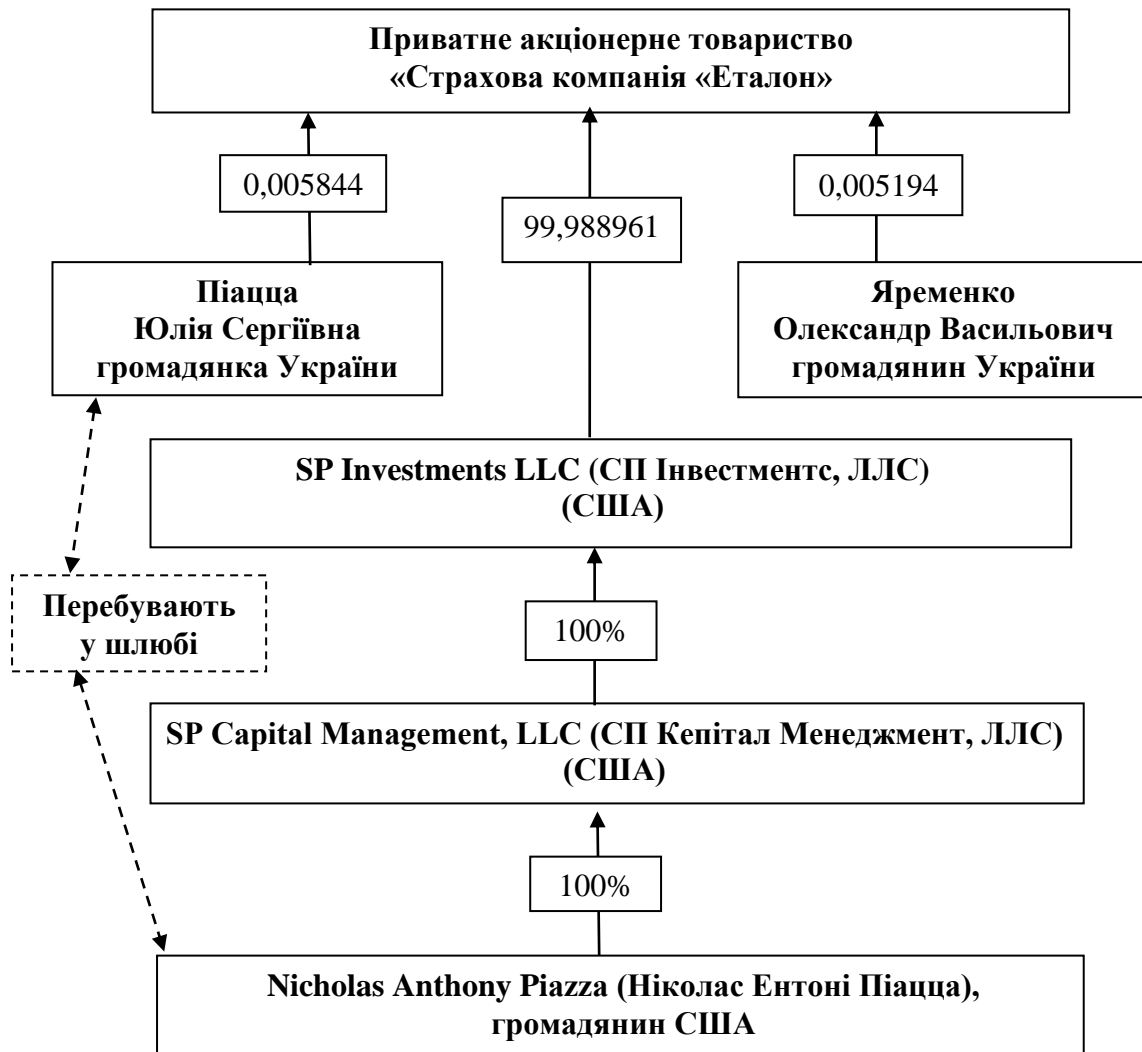 Приватне акціонерне товариство
«Страхова компанія «Еталон»
0,005844
99,988961
0,005194
Піацца
Юлія Сергіївна
громадянка України
Яременко
Олександр Васильович
громадянин України
SP Investments LLC (СП Інвестментс, ЛЛС)
(США)
Перебувають
у шлюбі
100%
SP Capital Management, LLC (СП Кепітал Менеджмент, ЛЛС)
(США)
100%
Nicholas Anthony Piazza (Ніколас Ентоні Піацца),
громадянин США